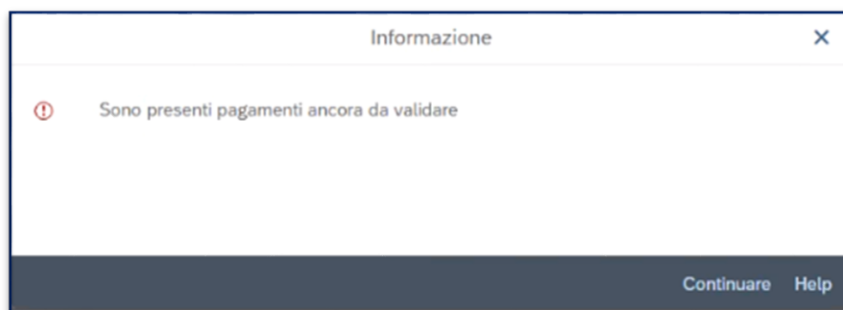 Informazione
Sono presenti pagamenti ancora da validare
Continuare Help